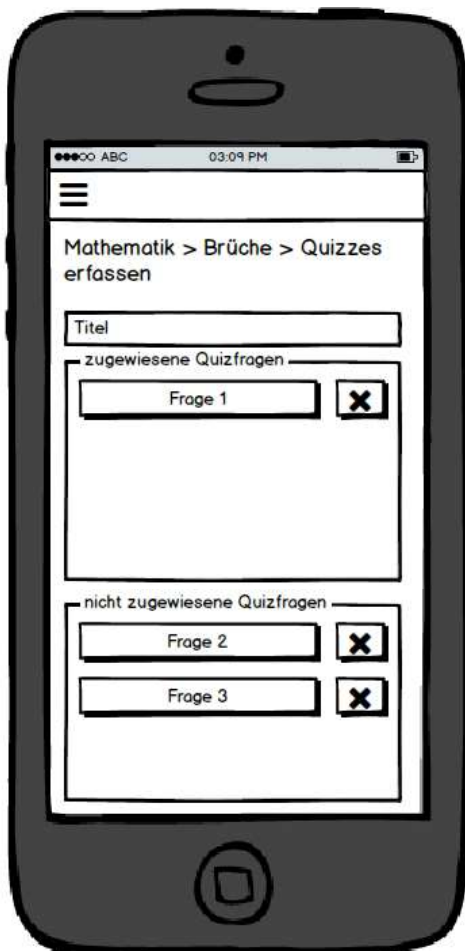 ABC 03:09 PM
Mathematik > Brüche > Quizzes
erfassen
Titel
zugewiesene Quizfragen
Frage 1
nicht zugewiesene Quizfragen
Frage 2
Frage 3